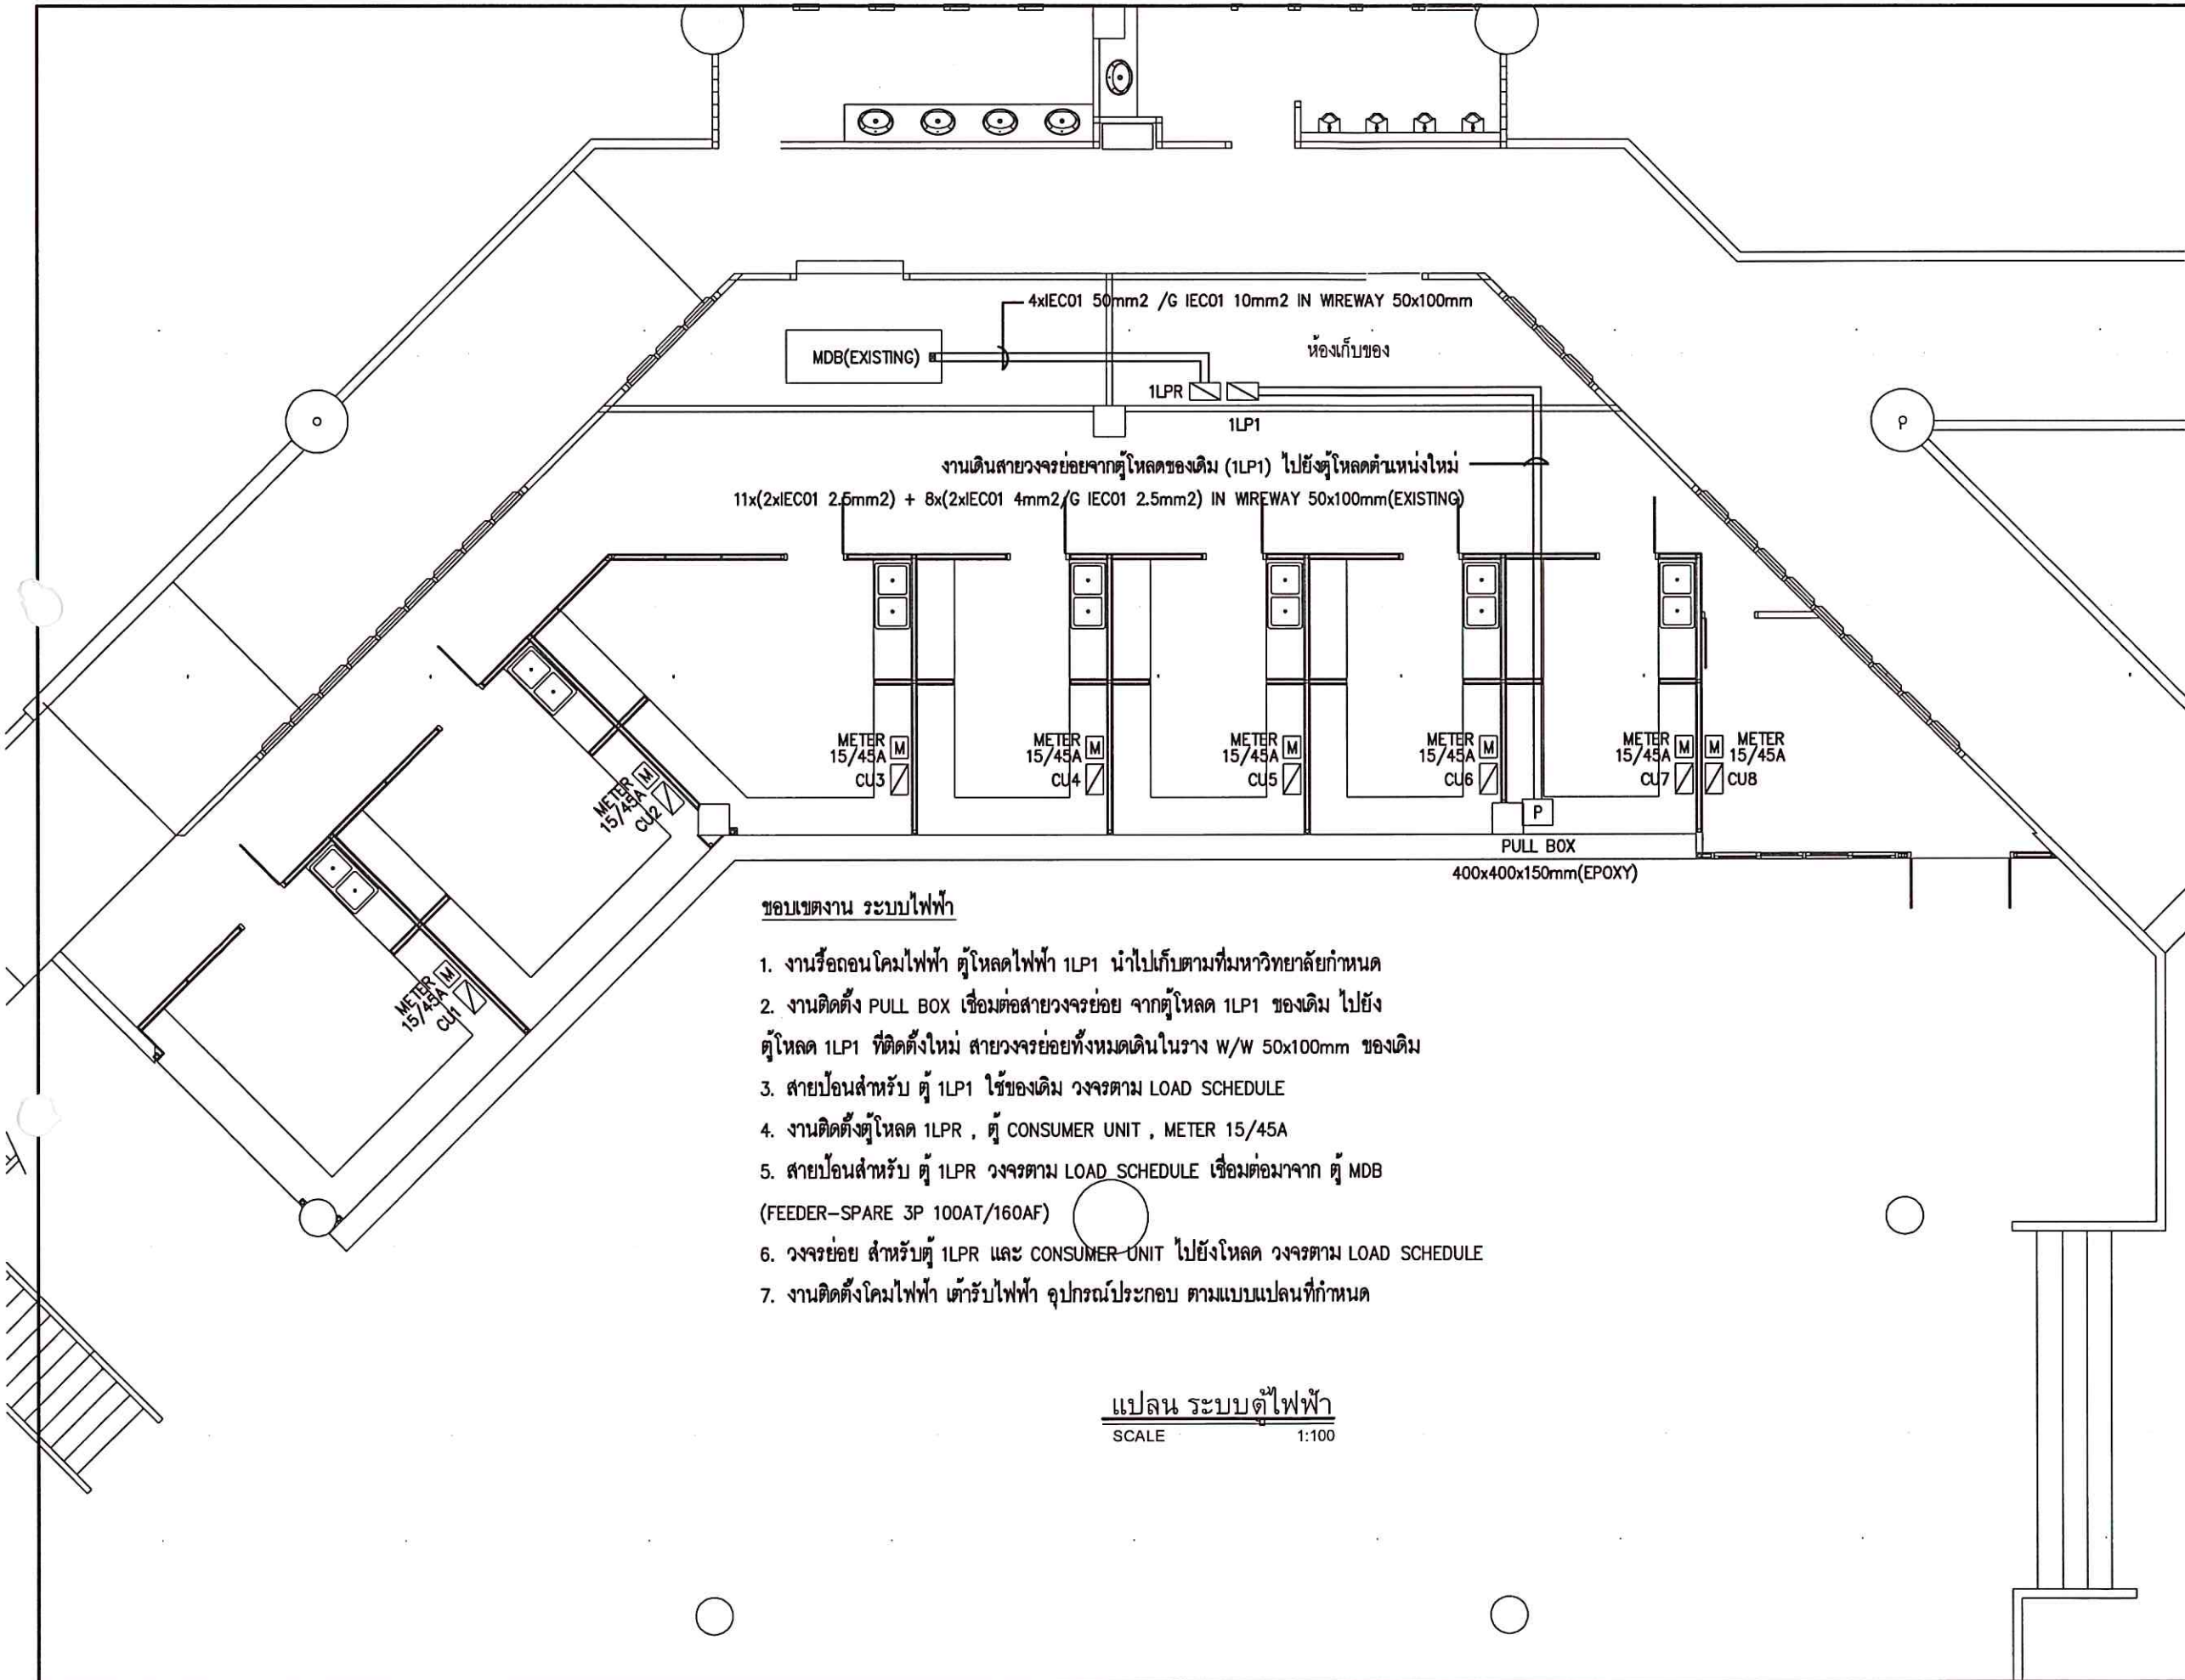 4xIEC01 50mm2 /G IEC01 10mm2 IN WIREWAY 50x100mm
MDB(EXISTING)
ห้องเก็บของ
1LPR
1LP1
งานเดินสายวงจรย่อยจากตู้โหลดของเดิม (1LP1) ไปยังตู้โหลดตำแหน่งใหม่
11x(2xIEC01 2.5mm2) + 8x(2xIEC01 4mm2/G IEC01 2.5mm2) IN WIREWAY 50x100mm(EXISTING)
METER
15/45A
M
CU3
METER
15/45A
M
CU4
METER
15/45A
M
CU5
METER
15/45A
M
CU6
METER
15/45A
M
CU7
M
METER
15/45A
CU8
METER
15/45A
M
CU2
METER
15/45A
M
CU1
P
PULL BOX
400x400x150mm(EPOXY)
ขอบเขตงาน ระบบไฟฟ้า
1. งานรื้อถอนโคมไฟฟ้า ตู้โหลดไฟฟ้า 1LP1 นำไปเก็บตามที่มหาวิทยาลัยกำหนด
2. งานติดตั้ง PULL BOX เชื่อมต่อสายวงจรย่อย จากตู้โหลด 1LP1 ของเดิม ไปยัง
ตู้โหลด 1LP1 ที่ติดตั้งใหม่ สายวงจรย่อยทั้งหมดเดินในราง W/W 50x100mm ของเดิม
3. สายป้อนสำหรับ ตู้ 1LP1 ใช้ของเดิม วงจรตาม LOAD SCHEDULE
4. งานติดตั้งตู้โหลด 1LPR , ตู้ CONSUMER UNIT , METER 15/45A
5. สายป้อนสำหรับ ตู้ 1LPR วงจรตาม LOAD SCHEDULE เชื่อมต่อมาจาก ตู้ MDB
(FEEDER-SPARE 3P 100AT/160AF)
6. วงจรย่อย สำหรับตู้ 1LPR และ CONSUMER UNIT ไปยังโหลด วงจรตาม LOAD SCHEDULE
7. งานติดตั้งโคมไฟฟ้า เต้ารับไฟฟ้า อุปกรณ์ประกอบ ตามแบบแปลนที่กำหนด
แปลน ระบบตู้ไฟฟ้า
SCALE 1:100